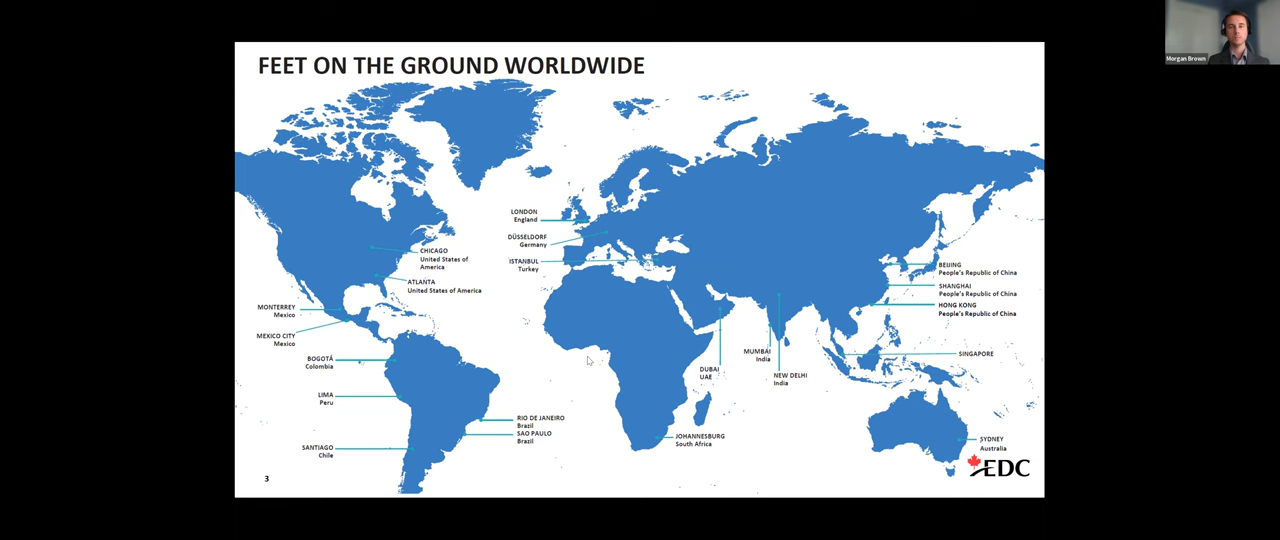 FEET ON THE GROUND WORLDWIDE
Morgan Brown
LONDON
England
DÜSSELDORF
Germany
ISTANBUL
Turkey
CHICAGO
United States of
America
ATLANTA
United States of America
MONTERREY
Mexico
MEXICO CITY
Mexico
BOGOTÁ
Colombia
LIMA
Peru
SANTIAGO
Chile
RIO DE JANEIRO
Brazil
SAO PAULO
Brazil
JOHANNESBURG
South Africa
DUBAI
UAE
MUMBAI
India
NEW DELHI
India
BEIJING
People's Republic of China
SHANGHAI
People's Republic of China
HONG KONG
People's Republic of China
SINGAPORE
SYDNEY
Australia
EDC
3